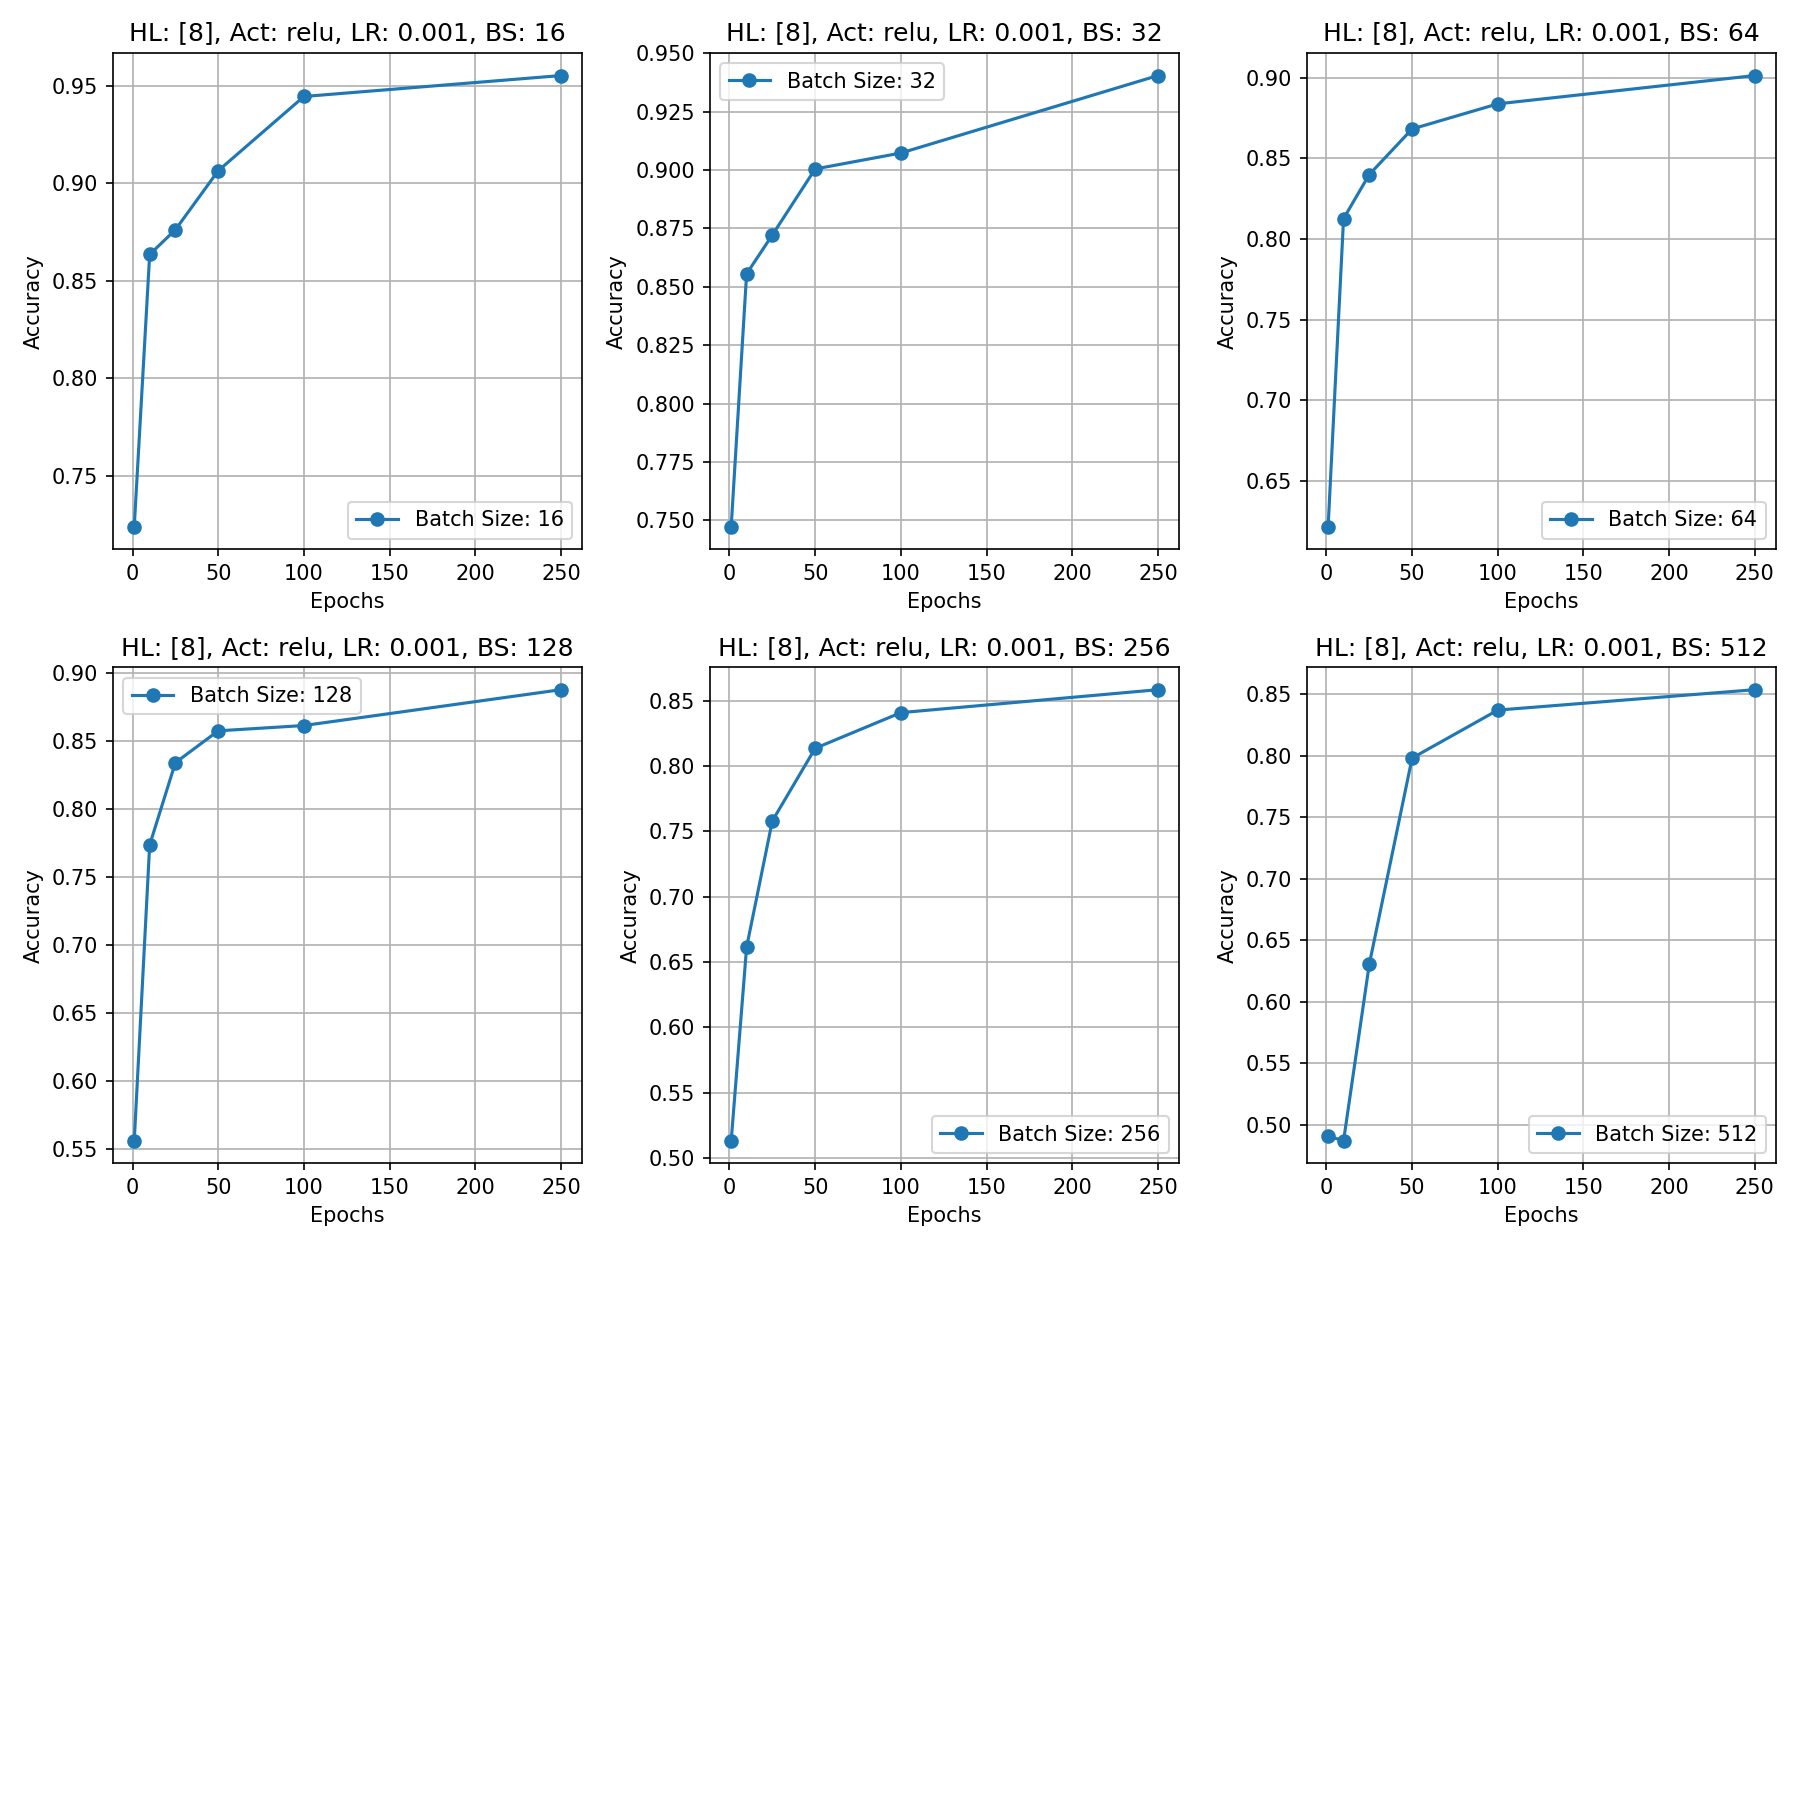 HL: [8], Act: relu, LR: 0.001, BS: 16
0.95
0.90
0.85
0.80
0.75
Accuracy
Batch Size: 16
0 50 100 150 200 250
Epochs
HL: [8], Act: relu, LR: 0.001, BS: 32
0.950
0.925
0.900
0.875
0.850
0.825
0.800
0.775
0.750
Accuracy
Batch Size: 32
0 50 100 150 200 250
Epochs
HL: [8], Act: relu, LR: 0.001, BS: 64
0.90
0.85
0.80
0.75
0.70
0.65
Accuracy
Batch Size: 64
0 50 100 150 200 250
Epochs
HL: [8], Act: relu, LR: 0.001, BS: 128
0.90
0.85
0.80
0.75
0.70
0.65
0.60
0.55
Accuracy
Batch Size: 128
0 50 100 150 200 250
Epochs
HL: [8], Act: relu, LR: 0.001, BS: 256
0.85
0.80
0.75
0.70
0.65
0.60
0.55
0.50
Accuracy
Batch Size: 256
0 50 100 150 200 250
Epochs
HL: [8], Act: relu, LR: 0.001, BS: 512
0.85
0.80
0.75
0.70
0.65
0.60
0.55
0.50
Accuracy
Batch Size: 512
0 50 100 150 200 250
Epochs